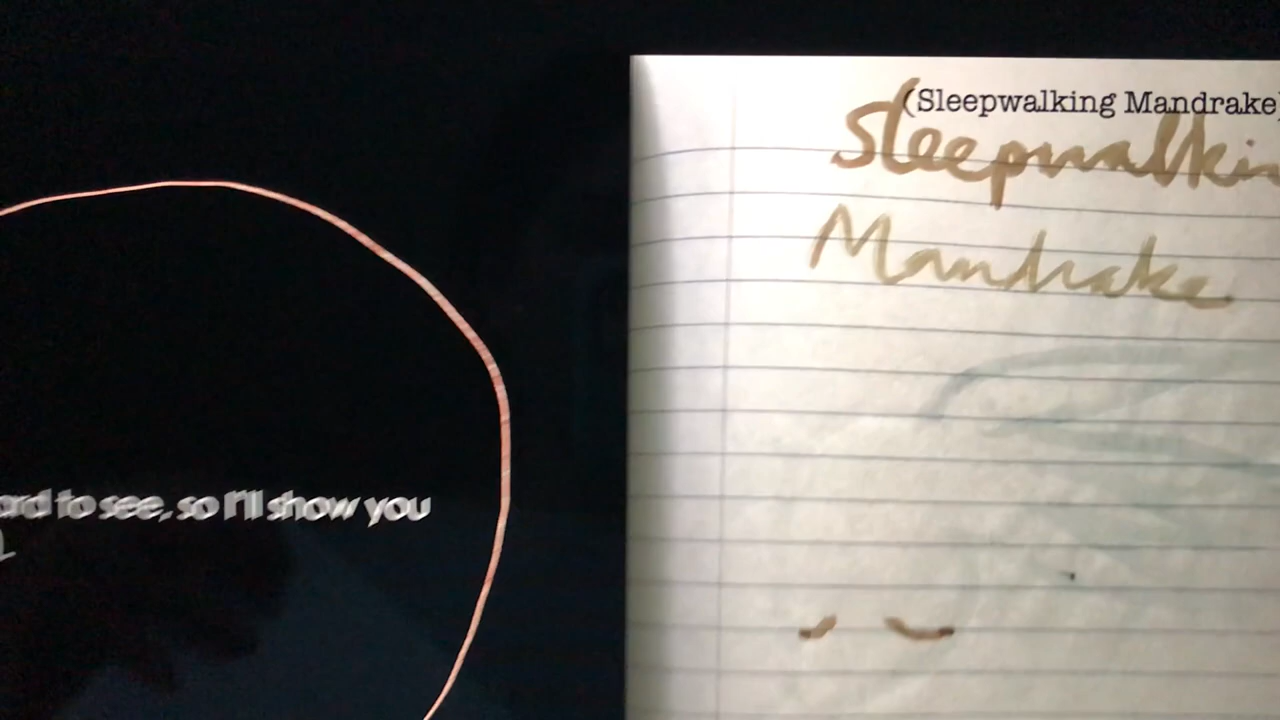 (Sleepwalking Mandrake)
Sleepwalkin
Mandrake
ard to see, so I'll show you